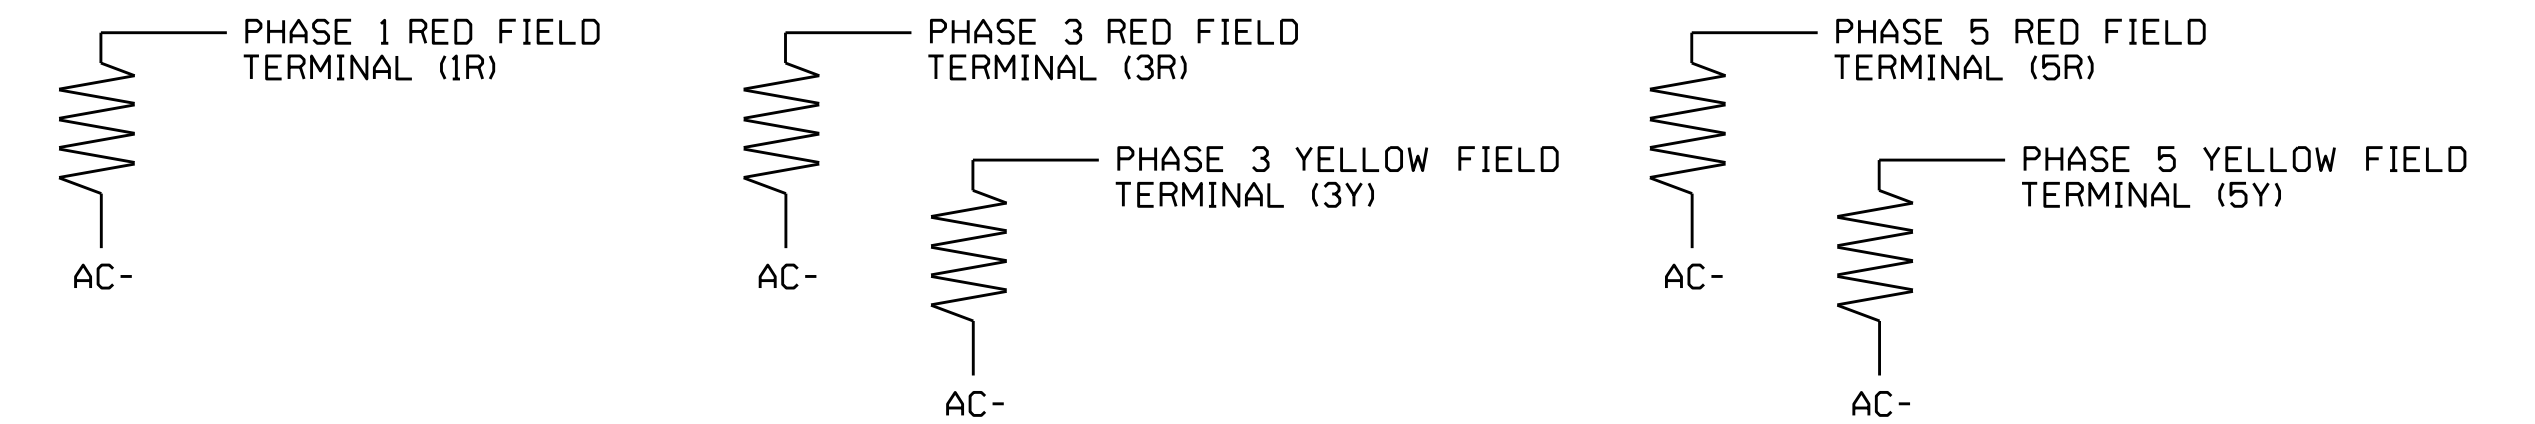 PHASE 1 RED FIELD
TERMINAL (1R)
AC-
PHASE 3 RED FIELD
TERMINAL (3R)
AC-
PHASE 3 YELLOW FIELD
TERMINAL (3Y)
AC-
PHASE 5 RED FIELD
TERMINAL (5R)
AC-
PHASE 5 YELLOW FIELD
TERMINAL (5Y)
AC-